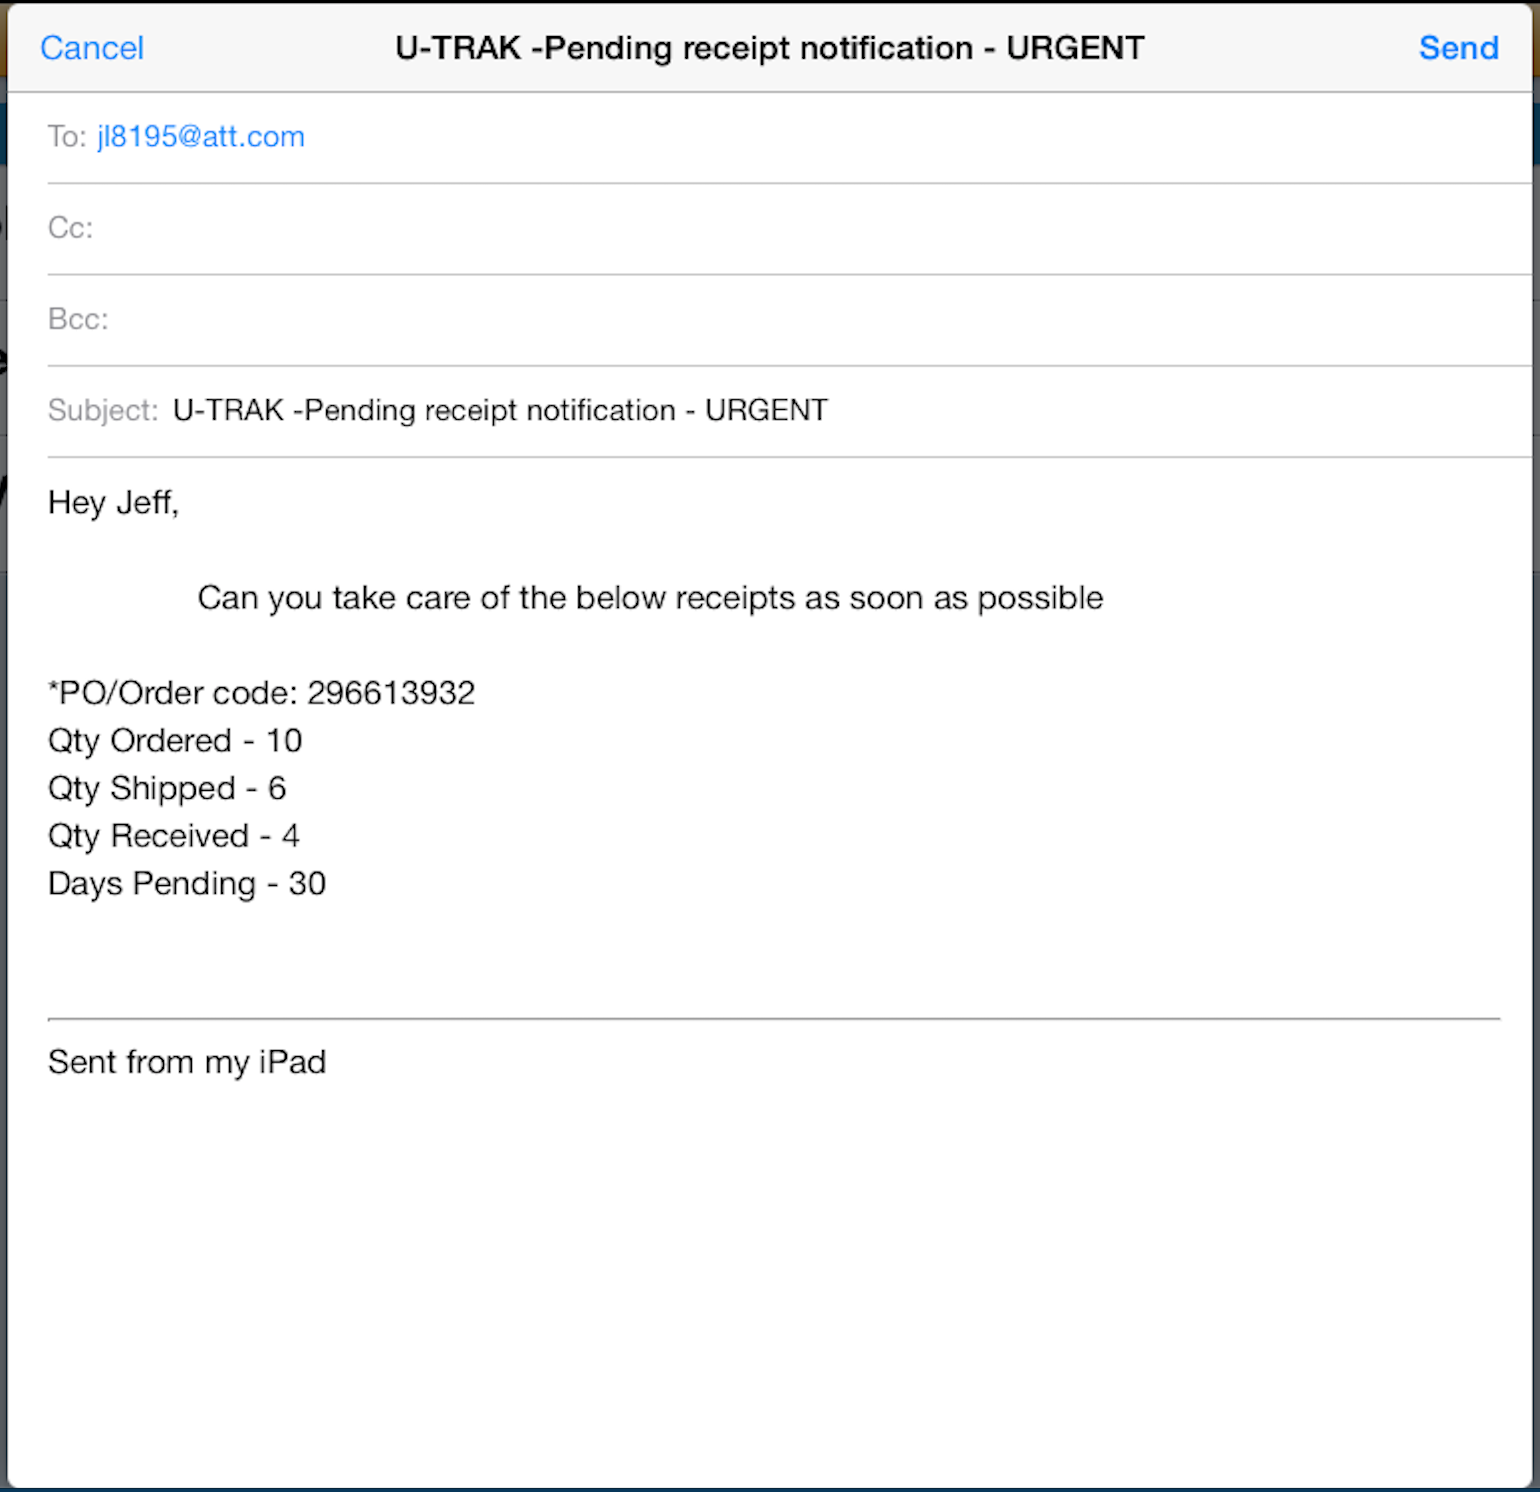 Cancel U-TRAK -Pending receipt notification - URGENT Send
To: jl8195@att.com
Cc:
Bcc:
Subject: U-TRAK -Pending receipt notification - URGENT
Hey Jeff,
Can you take care of the below receipts as soon as possible
*PO/Order code: 296613932
Qty Ordered - 10
Qty Shipped - 6
Qty Received - 4
Days Pending - 30
Sent from my iPad